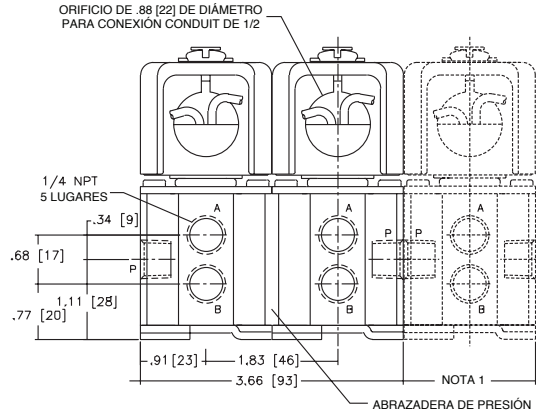 ORIFICIO DE .88 [22] DE DIÁMETRO
PARA CONEXIÓN CONDUIT DE 1/2
1/4 NPT
5 LUGARES
A
A
A
.34 [9]
.68 [17]
P
P
P
1,11 [28]
.77 [20]
B
B
B
.91 [23]
1.83 [46]
3.66 [93]
NOTA 1
ABRAZADERA DE PRESIÓN